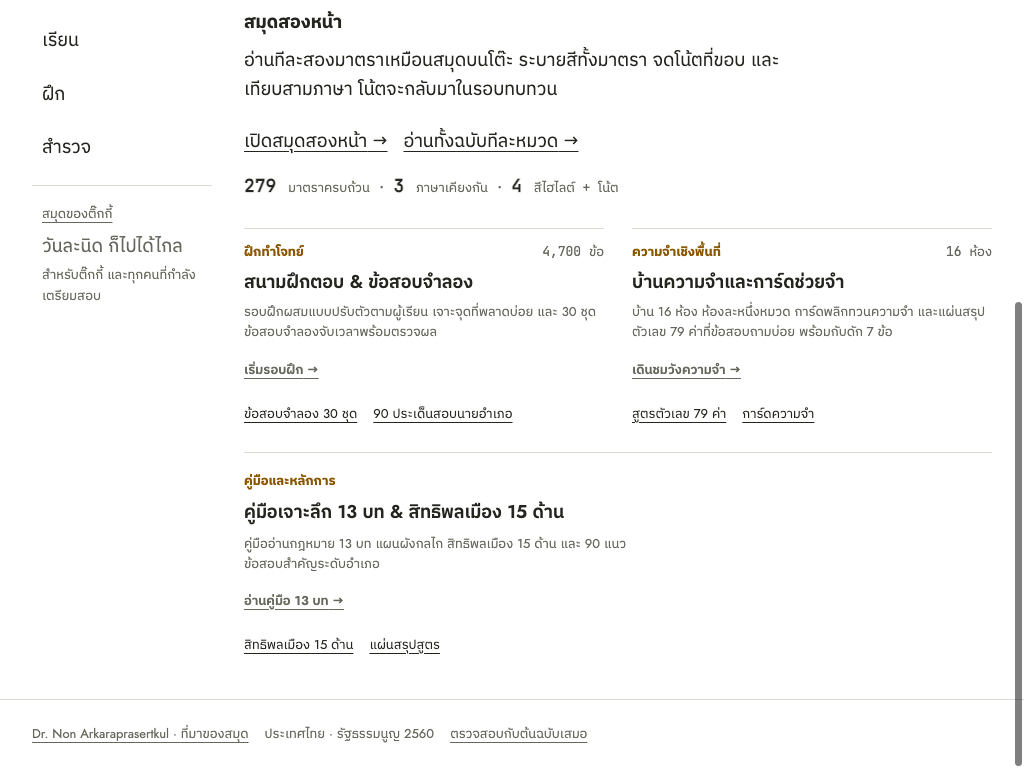 เรียน
ฝึก
สำรวจ
สมุดของติ๊กกี้
วันละนิด ก็ไปได้ไกล
สำหรับติ๊กกี้ และทุกคนที่กำลัง
เตรียมสอบ
สมุดสองหน้า
อ่านทีละสองมาตราเหมือนสมุดบนโต๊ะ ระบายสีทั้งมาตรา จดโน้ตที่ขอบ และ
เทียบสามภาษา โน้ตจะกลับมาในรอบทบทวน
เปิดสมุดสองหน้า → อ่านทั้งฉบับทีละหมวด →
279 มาตราครบถ้วน · 3 ภาษาเคียงกัน · 4 สีไฮไลต์ + โน้ต
ฝึกทำโจทย์ 4,700 ข้อ
สนามฝึกตอบ & ข้อสอบจำลอง
รอบฝึกผสมแบบปรับตัวตามผู้เรียน เจาะจุดที่พลาดบ่อย และ 30 ชุด
ข้อสอบจำลองจับเวลาพร้อมตรวจผล
เริ่มรอบฝึก →
ข้อสอบจำลอง 30 ชุด 90 ประเด็นสอบนายอำเภอ
ความจำเชิงพื้นที่ 16 ห้อง
บ้านความจำและการ์ดช่วยจำ
บ้าน 16 ห้อง ห้องละหนึ่งหมวด การ์ดพลิกทวนความจำ และแผ่นสรุป
ตัวเลข 79 ค่าที่ข้อสอบถามบ่อย พร้อมกับดัก 7 ข้อ
เดินชมวังความจำ →
สูตรตัวเลข 79 ค่า การ์ดความจำ
คู่มือและหลักการ
คู่มือเจาะลึก 13 บท & สิทธิพลเมือง 15 ด้าน
คู่มืออ่านกฎหมาย 13 บท แผนผังกลไก สิทธิพลเมือง 15 ด้าน และ 90 แนว
ข้อสอบสำคัญระดับอำเภอ
อ่านคู่มือ 13 บท →
สิทธิพลเมือง 15 ด้าน แผ่นสรุปสูตร
Dr. Non Arkaraprasertkul · ที่มาของสมุด ประเทศไทย · รัฐธรรมนูญ 2560 ตรวจสอบกับต้นฉบับเสมอ